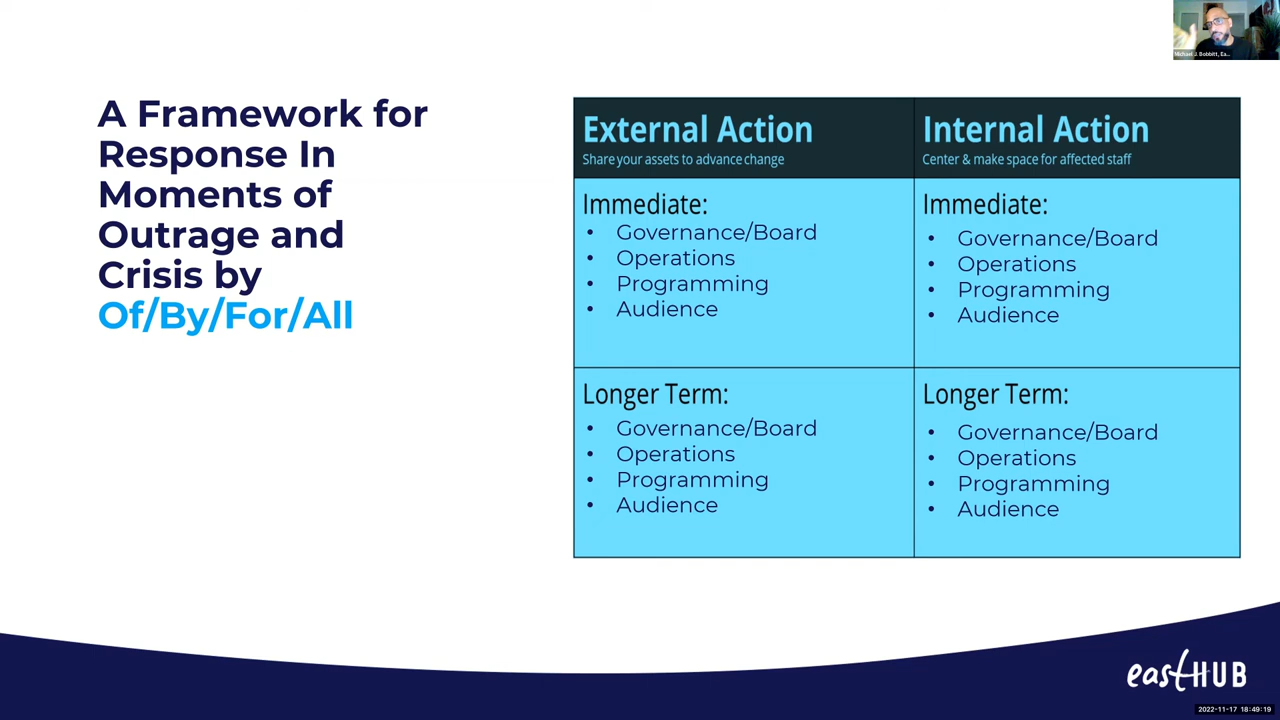 Michael J. Bobbitt, Ea...
A Framework for
Response In
Moments of
Outrage and
Crisis by
Of/By/For/All
External Action
Share your assets to advance change
Internal Action
Center & make space for affected staff
Immediate:
• Governance/Board
• Operations
• Programming
• Audience
Immediate:
• Governance/Board
• Operations
• Programming
• Audience
Longer Term:
• Governance/Board
• Operations
• Programming
• Audience
Longer Term:
• Governance/Board
• Operations
• Programming
• Audience
eastHUB
2022-11-17 18:49:19